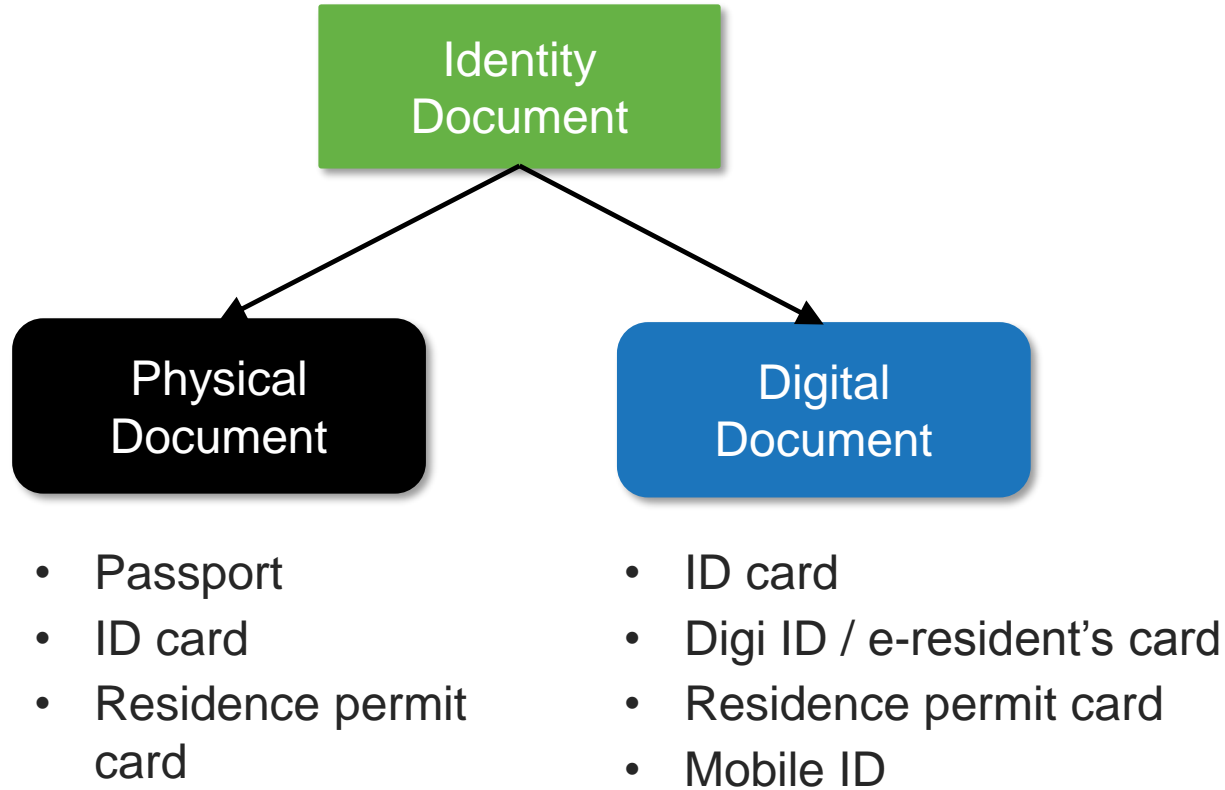 Identity
Document
Physical
Document
Digital
Document
• Passport
• ID card
• Residence permit
card
• ID card
• Digi ID / e-resident’s card
• Residence permit card
• Mobile ID